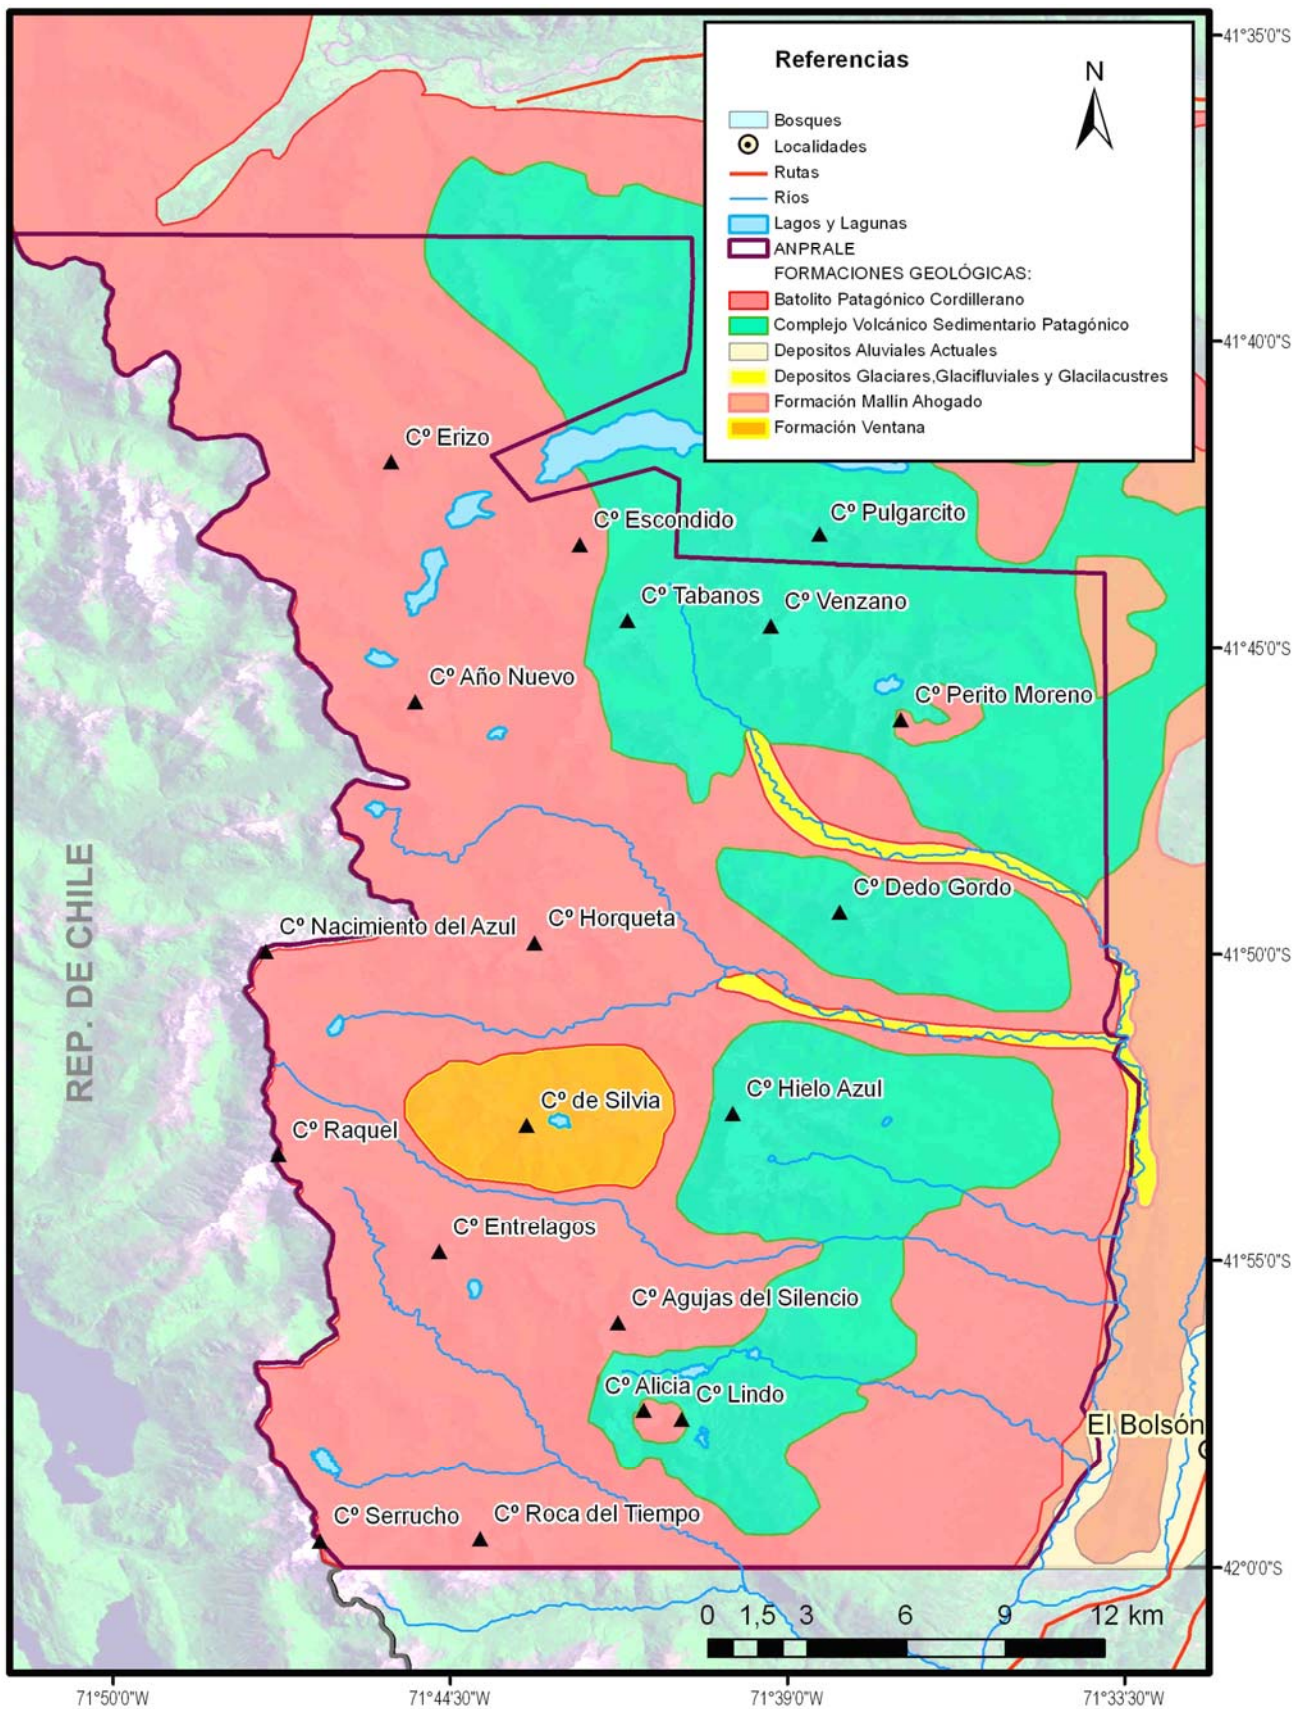 Referencias
N
Bosques
Localidades
Rutas
Ríos
Lagos y Lagunas
ANPRALE
FORMACIONES GEOLÓGICAS:
Batolito Patagónico Cordillerano
Complejo Volcánico Sedimentario Patagónico
Depositos Aluviales Actuales
Depositos Glaciares,Glacifluviales y Glacilacustres
Formación Mallín Ahogado
Formación Ventana
41°35'0"S
41°40'0"S
41°45'0"S
41°50'0"S
41°55'0"S
42°0'0"S
Cº Erizo
Cº Escondido
Cº Pulgarcito
Cº Tabanos
Cº Venzano
Cº Año Nuevo
Cº Perito Moreno
REP. DE CHILE
Cº Dedo Gordo
Cº Nacimiento del Azul
Cº Horqueta
Cº de Silvia
Cº Hielo Azul
Cº Raquel
Cº Entrelagos
Cº Agujas del Silencio
Cº Alicia
Cº Lindo
El Bolsón
Cº Serrucho
Cº Roca del Tiempo
0 1,5 3 6 9 12 km
71°50'0"W
71°44'30"W
71°39'0"W
71°33'30"W